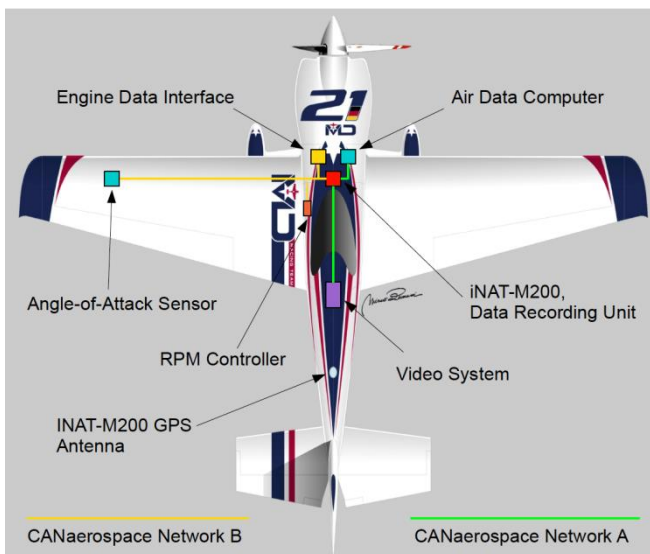 Engine Data Interface
Air Data Computer
21
MD
MD
Angle-of-Attack Sensor
iNAT-M200,
Data Recording Unit
RPM Controller
Video System
INAT-M200 GPS
Antenna
CANaerospace Network B
CANaerospace Network A